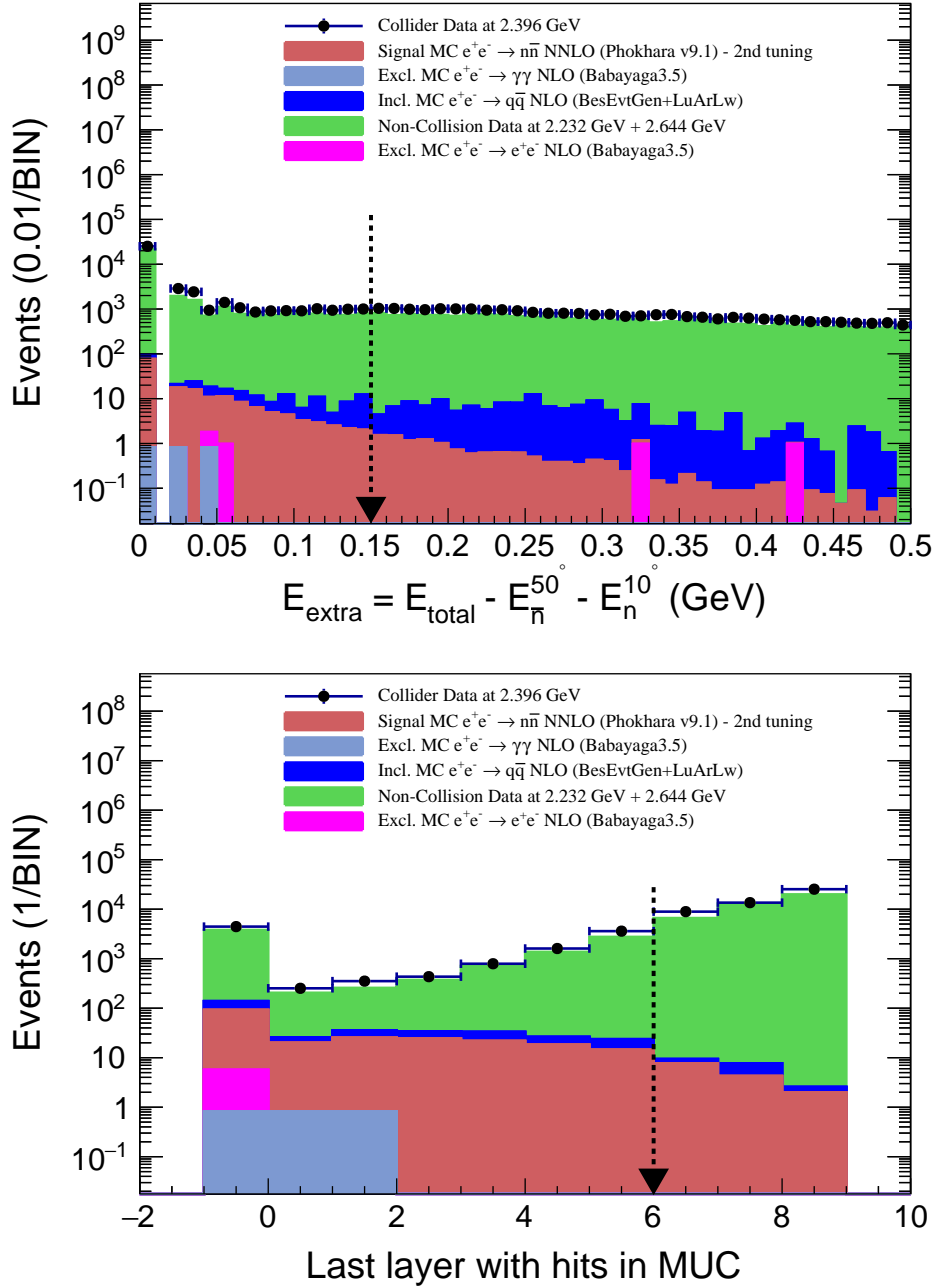 Collider Data at 2.396 GeV
Signal MC e⁺e⁻ → nn̅ NNLO (Phokhara v9.1) - 2nd tuning
Excl. MC e⁺e⁻ → γγ NLO (Babayaga3.5)
Incl. MC e⁺e⁻ → qq̅ NLO (BesEvtGen+LuArLw)
Non-Collision Data at 2.232 GeV + 2.644 GeV
Excl. MC e⁺e⁻ → e⁺e⁻ NLO (Babayaga3.5)
Events (0.01/BIN)
10⁹
10⁸
10⁷
10⁶
10⁵
10⁴
10³
10²
10
1
10⁻¹
0 0.05 0.1 0.15 0.2 0.25 0.3 0.35 0.4 0.45 0.5
E_extra = E_total - E_n̅^50° - E_n^10° (GeV)
Collider Data at 2.396 GeV
Signal MC e⁺e⁻ → nn̅ NNLO (Phokhara v9.1) - 2nd tuning
Excl. MC e⁺e⁻ → γγ NLO (Babayaga3.5)
Incl. MC e⁺e⁻ → qq̅ NLO (BesEvtGen+LuArLw)
Non-Collision Data at 2.232 GeV + 2.644 GeV
Excl. MC e⁺e⁻ → e⁺e⁻ NLO (Babayaga3.5)
Events (1/BIN)
10⁸
10⁷
10⁶
10⁵
10⁴
10³
10²
10
1
10⁻¹
−2 0 2 4 6 8 10
Last layer with hits in MUC